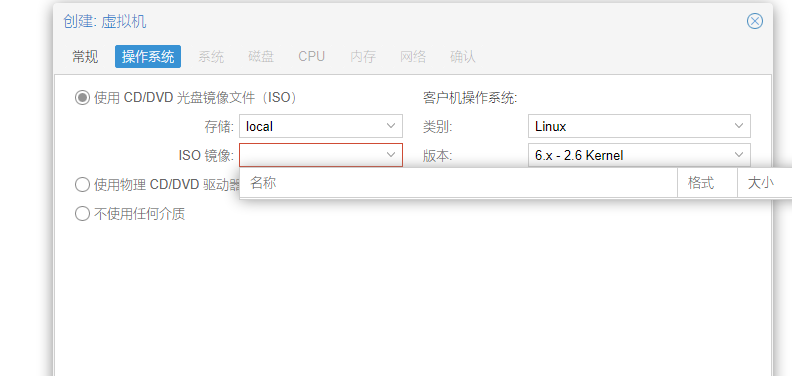 创建: 虚拟机
常规 操作系统 系统 磁盘 CPU 内存 网络 确认
使用 CD/DVD 光盘镜像文件（ISO） 客户机操作系统:
存储: local 类别: Linux
ISO 镜像: 版本: 6.x - 2.6 Kernel
名称 格式 大小
使用物理 CD/DVD 驱动器
不使用任何介质